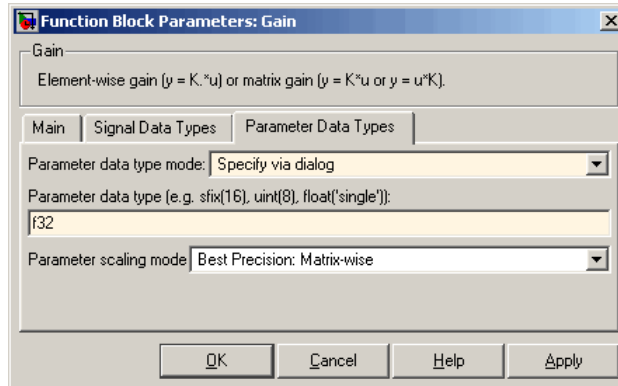 Function Block Parameters: Gain
Gain
Element-wise gain (y = K.*u) or matrix gain (y = K*u or y = u*K).
Main Signal Data Types Parameter Data Types
Parameter data type mode: Specify via dialog
Parameter data type (e.g. sfix(16), uint(8), float('single')):
f32
Parameter scaling mode Best Precision: Matrix-wise
OK Cancel Help Apply